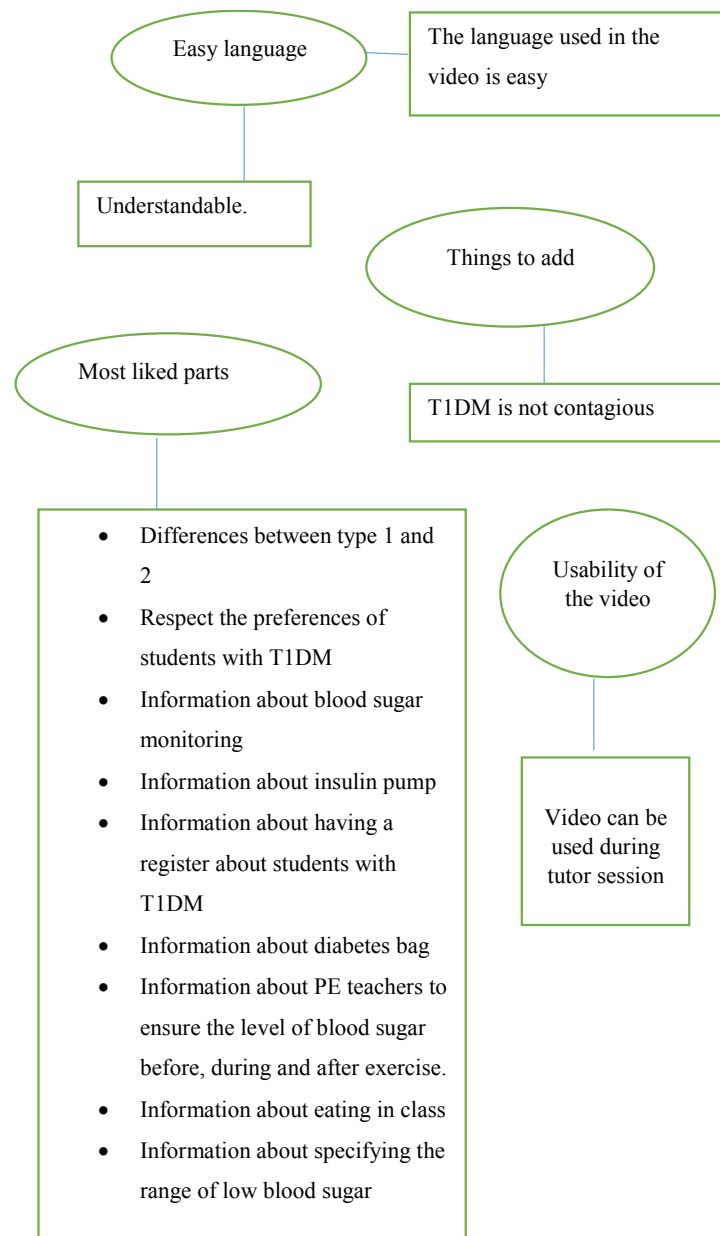 Easy language
The language used in the
video is easy
Understandable.
Things to add
T1DM is not contagious
Most liked parts
• Differences between type 1 and
2
• Respect the preferences of
students with T1DM
• Information about blood sugar
monitoring
• Information about insulin pump
• Information about having a
register about students with
T1DM
• Information about diabetes bag
• Information about PE teachers to
ensure the level of blood sugar
before, during and after exercise.
• Information about eating in class
• Information about specifying the
range of low blood sugar
Usability of
the video
Video can be
used during
tutor session